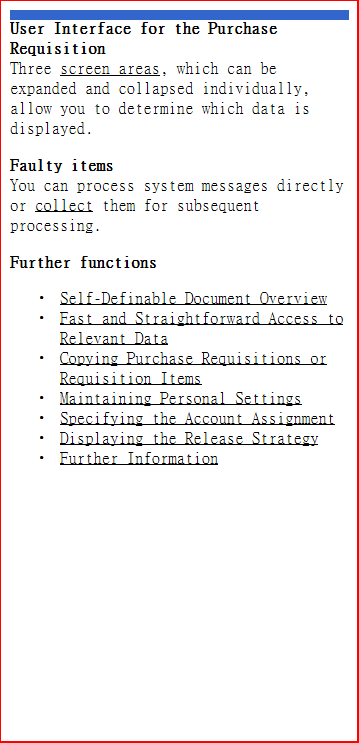 User Interface for the Purchase
Requisition
Three screen areas, which can be
expanded and collapsed individually,
allow you to determine which data is
displayed.
Faulty items
You can process system messages directly
or collect them for subsequent
processing.
Further functions
• Self-Definable Document Overview
• Fast and Straightforward Access to
Relevant Data
• Copying Purchase Requisitions or
Requisition Items
• Maintaining Personal Settings
• Specifying the Account Assignment
• Displaying the Release Strategy
• Further Information